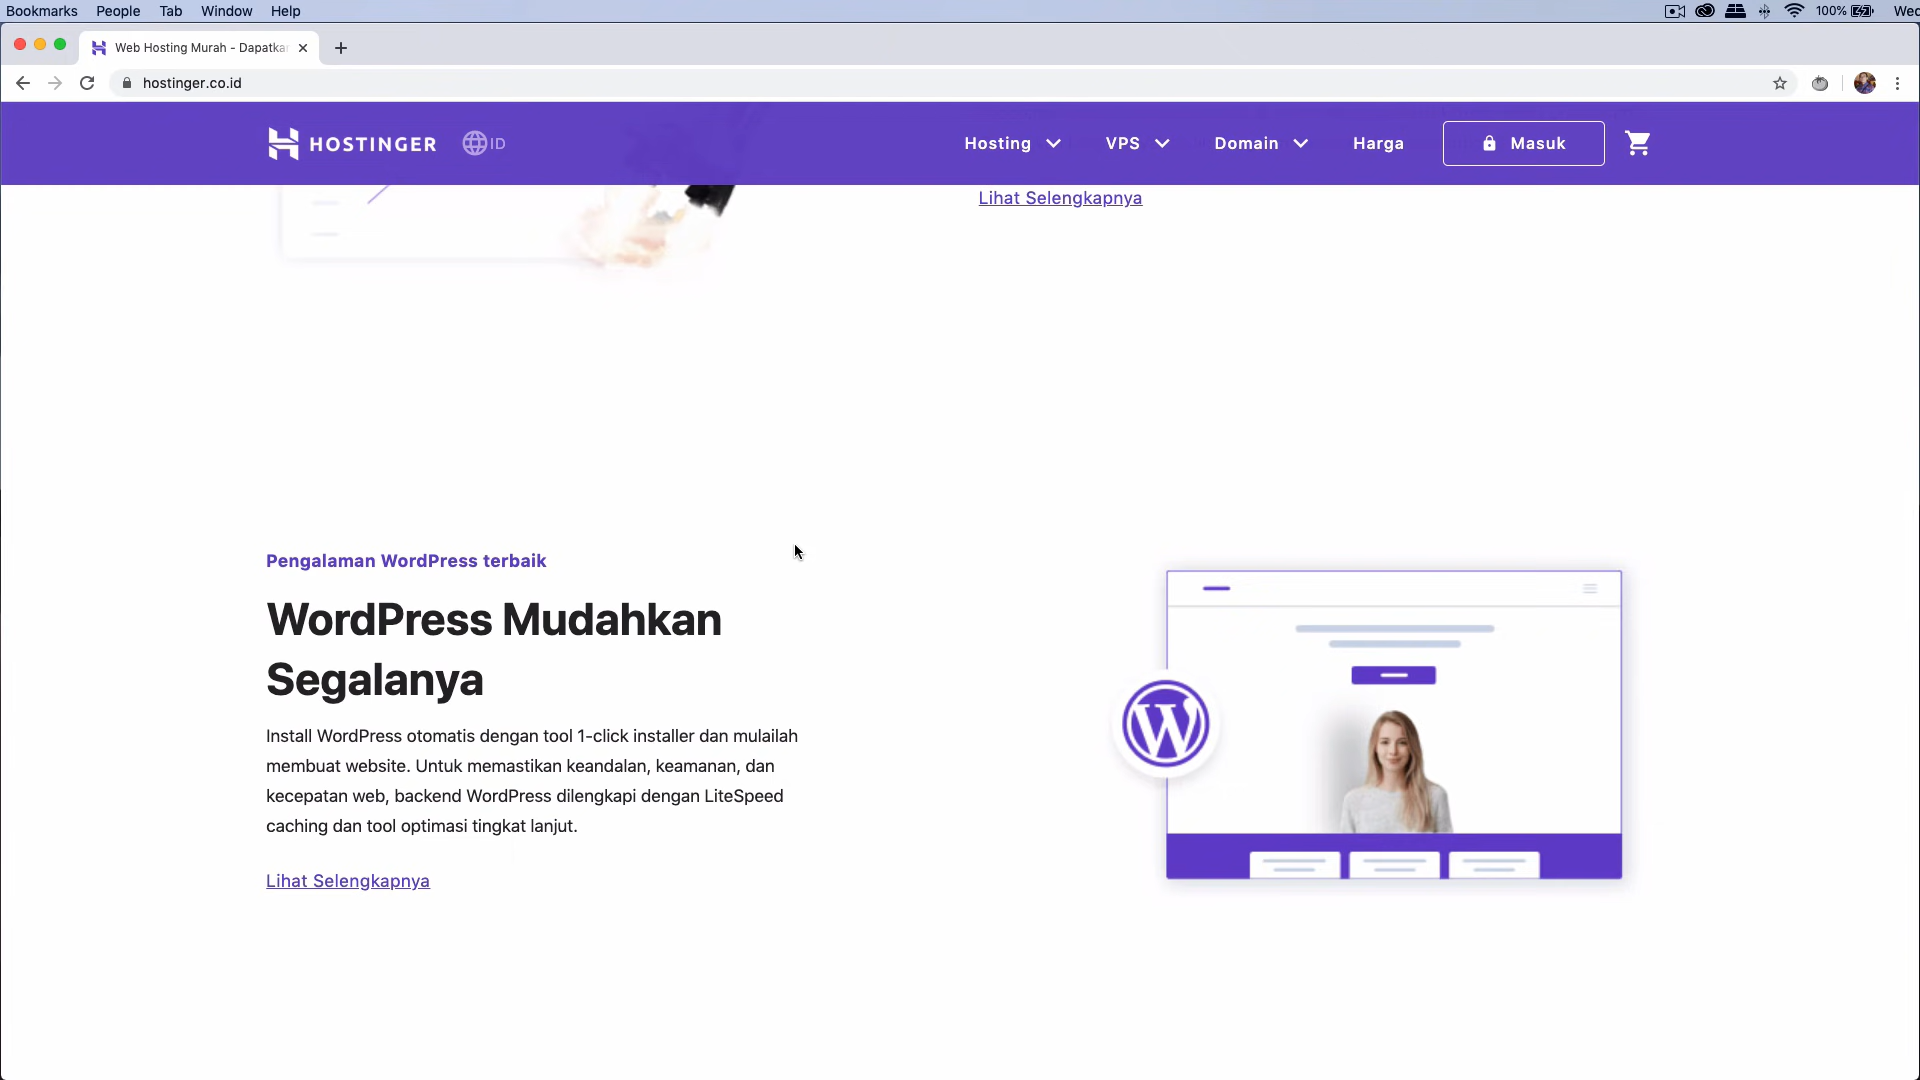 Bookmarks People Tab Window Help 100% Wed
Web Hosting Murah - Dapatkan
hostinger.co.id
HOSTINGER ID Hosting VPS Domain Harga Masuk
Lihat Selengkapnya
Pengalaman WordPress terbaik
WordPress Mudahkan
Segalanya
Install WordPress otomatis dengan tool 1-click installer dan mulailah
membuat website. Untuk memastikan keandalan, keamanan, dan
kecepatan web, backend WordPress dilengkapi dengan LiteSpeed
caching dan tool optimasi tingkat lanjut.
Lihat Selengkapnya